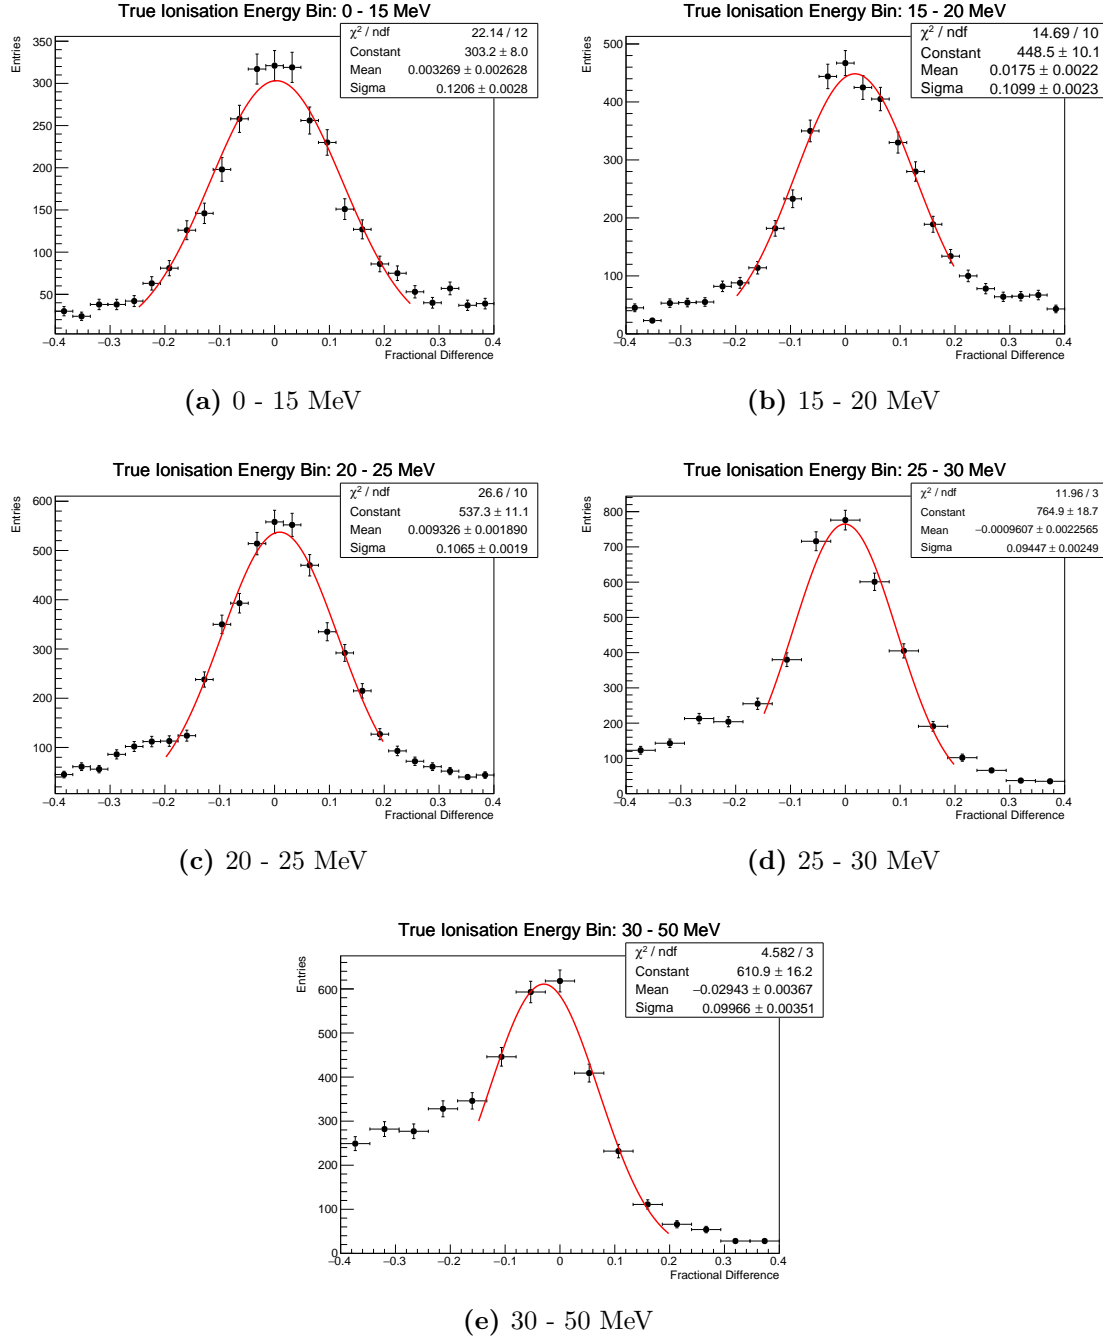 True Ionisation Energy Bin: 0 - 15 MeV
Entries
χ² / ndf 22.14 / 12
Constant 303.2 ± 8.0
Mean 0.003269 ± 0.002628
Sigma 0.1206 ± 0.0028
350
300
250
200
150
100
50
−0.4 −0.3 −0.2 −0.1 0 0.1 0.2 0.3 0.4
Fractional Difference
(a) 0 - 15 MeV
True Ionisation Energy Bin: 15 - 20 MeV
Entries
χ² / ndf 14.69 / 10
Constant 448.5 ± 10.1
Mean 0.0175 ± 0.0022
Sigma 0.1099 ± 0.0023
500
400
300
200
100
0
−0.4 −0.3 −0.2 −0.1 0 0.1 0.2 0.3 0.4
Fractional Difference
(b) 15 - 20 MeV
True Ionisation Energy Bin: 20 - 25 MeV
Entries
χ² / ndf 26.6 / 10
Constant 537.3 ± 11.1
Mean 0.009326 ± 0.001890
Sigma 0.1065 ± 0.0019
600
500
400
300
200
100
−0.4 −0.3 −0.2 −0.1 0 0.1 0.2 0.3 0.4
Fractional Difference
(c) 20 - 25 MeV
True Ionisation Energy Bin: 25 - 30 MeV
Entries
χ² / ndf 11.96 / 3
Constant 764.9 ± 18.7
Mean −0.0009607 ± 0.0022565
Sigma 0.09447 ± 0.00249
800
700
600
500
400
300
200
100
0
−0.4 −0.3 −0.2 −0.1 0 0.1 0.2 0.3 0.4
Fractional Difference
(d) 25 - 30 MeV
True Ionisation Energy Bin: 30 - 50 MeV
Entries
χ² / ndf 4.582 / 3
Constant 610.9 ± 16.2
Mean −0.02943 ± 0.00367
Sigma 0.09966 ± 0.00351
600
500
400
300
200
100
0
−0.4 −0.3 −0.2 −0.1 0 0.1 0.2 0.3 0.4
Fractional Difference
(e) 30 - 50 MeV